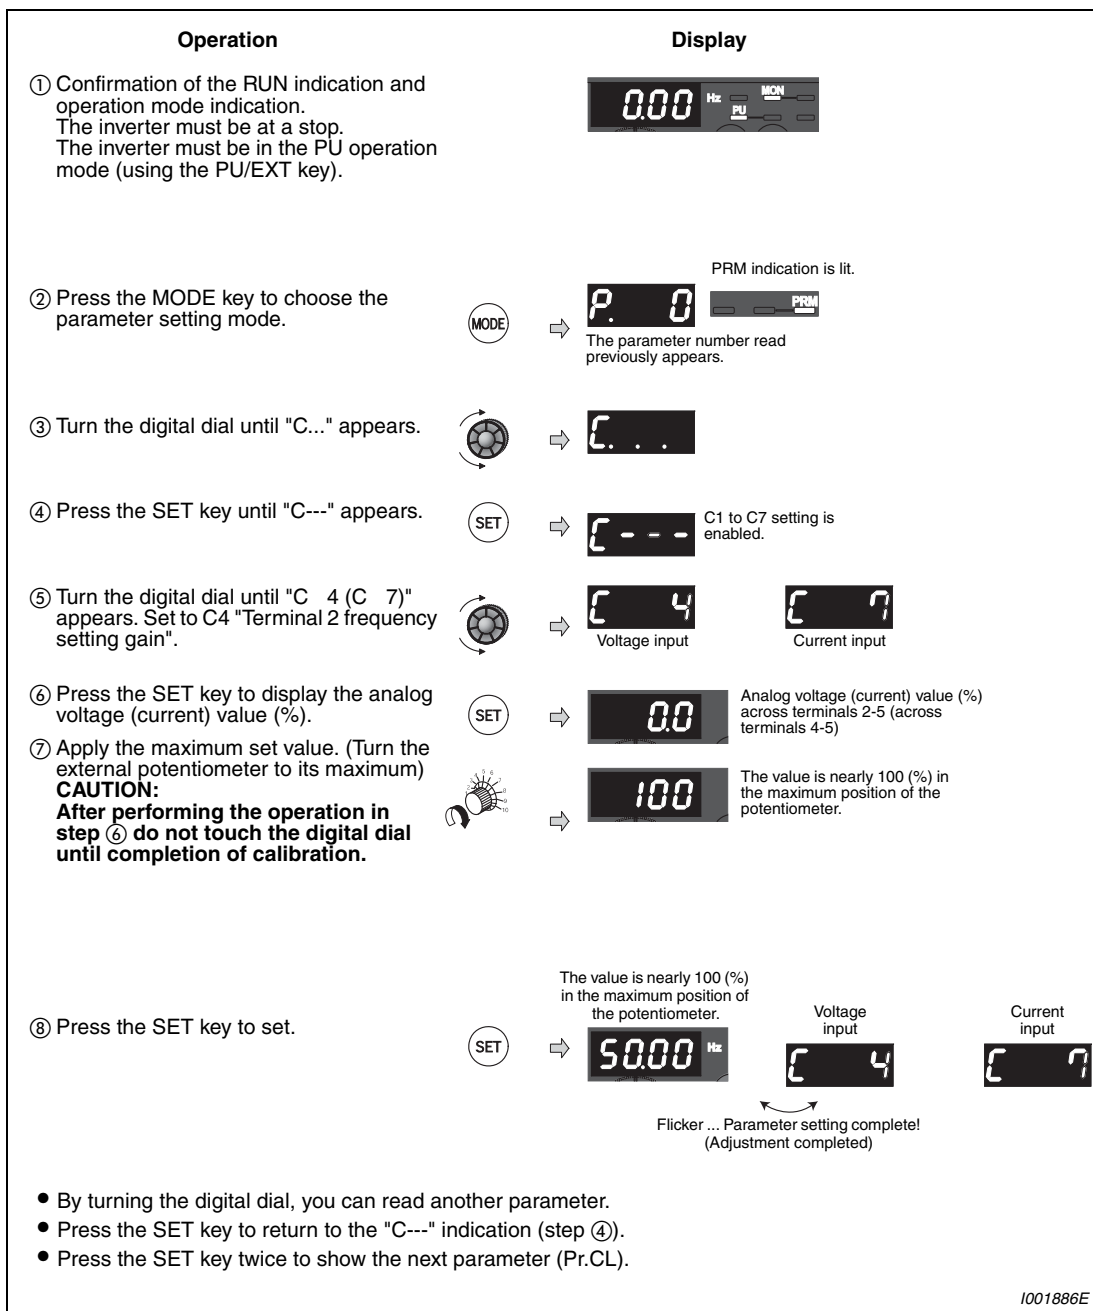 Operation
Display
① Confirmation of the RUN indication and
operation mode indication.
The inverter must be at a stop.
The inverter must be in the PU operation
mode (using the PU/EXT key).
0.00 Hz MON
PU
② Press the MODE key to choose the
parameter setting mode.
MODE
PRM indication is lit.
P. 0
PRM
The parameter number read
previously appears.
③ Turn the digital dial until "C..." appears.
C. . .
④ Press the SET key until "C---" appears.
SET
C - - -
C1 to C7 setting is
enabled.
⑤ Turn the digital dial until "C 4 (C 7)"
appears. Set to C4 "Terminal 2 frequency
setting gain".
C 4
Voltage input
C 7
Current input
⑥ Press the SET key to display the analog
voltage (current) value (%).
SET
0.0
Analog voltage (current) value (%)
across terminals 2-5 (across
terminals 4-5)
⑦ Apply the maximum set value. (Turn the
external potentiometer to its maximum)
CAUTION:
After performing the operation in
step ⑥ do not touch the digital dial
until completion of calibration.
100
The value is nearly 100 (%) in
the maximum position of the
potentiometer.
⑧ Press the SET key to set.
SET
The value is nearly 100 (%)
in the maximum position of
the potentiometer.
50.00 Hz
Voltage
input
C 4
Current
input
C 7
Flicker ... Parameter setting complete!
(Adjustment completed)
• By turning the digital dial, you can read another parameter.
• Press the SET key to return to the "C---" indication (step ④).
• Press the SET key twice to show the next parameter (Pr.CL).
I001886E